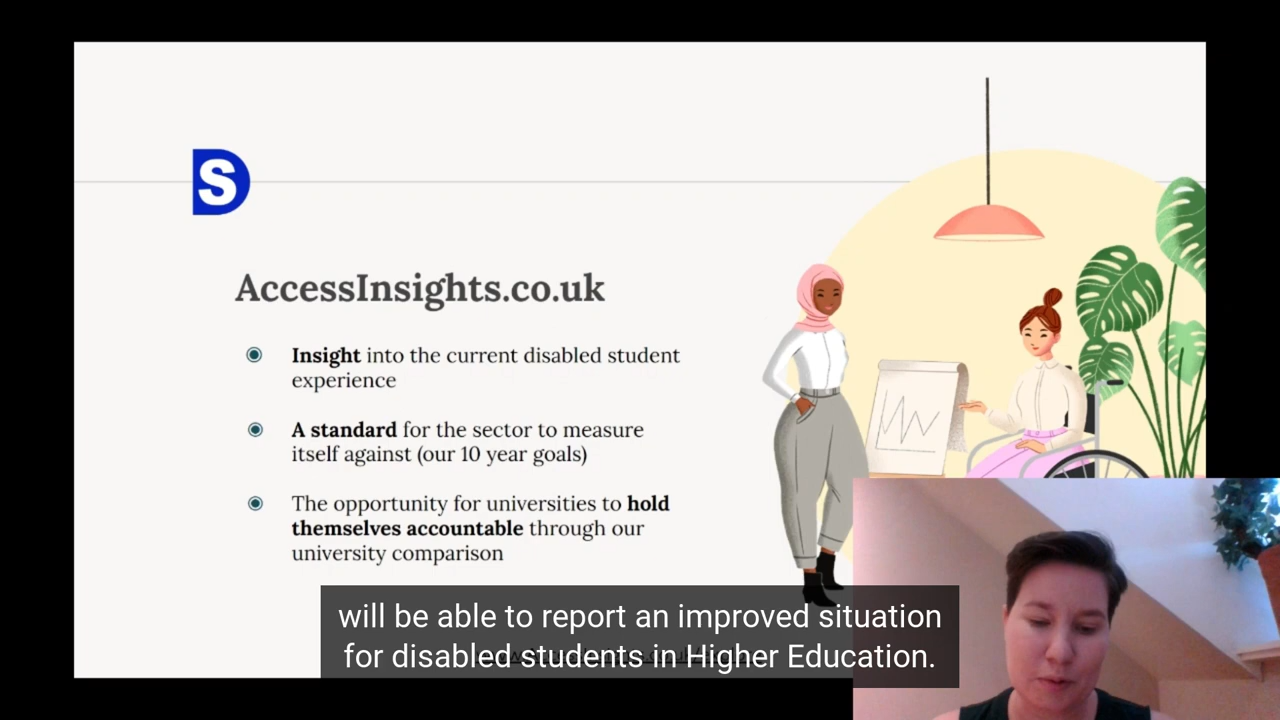 S
AccessInsights.co.uk
Insight into the current disabled student
experience
A standard for the sector to measure
itself against (our 10 year goals)
The opportunity for universities to hold
themselves accountable through our
university comparison
will be able to report an improved situation
for disabled students in Higher Education.